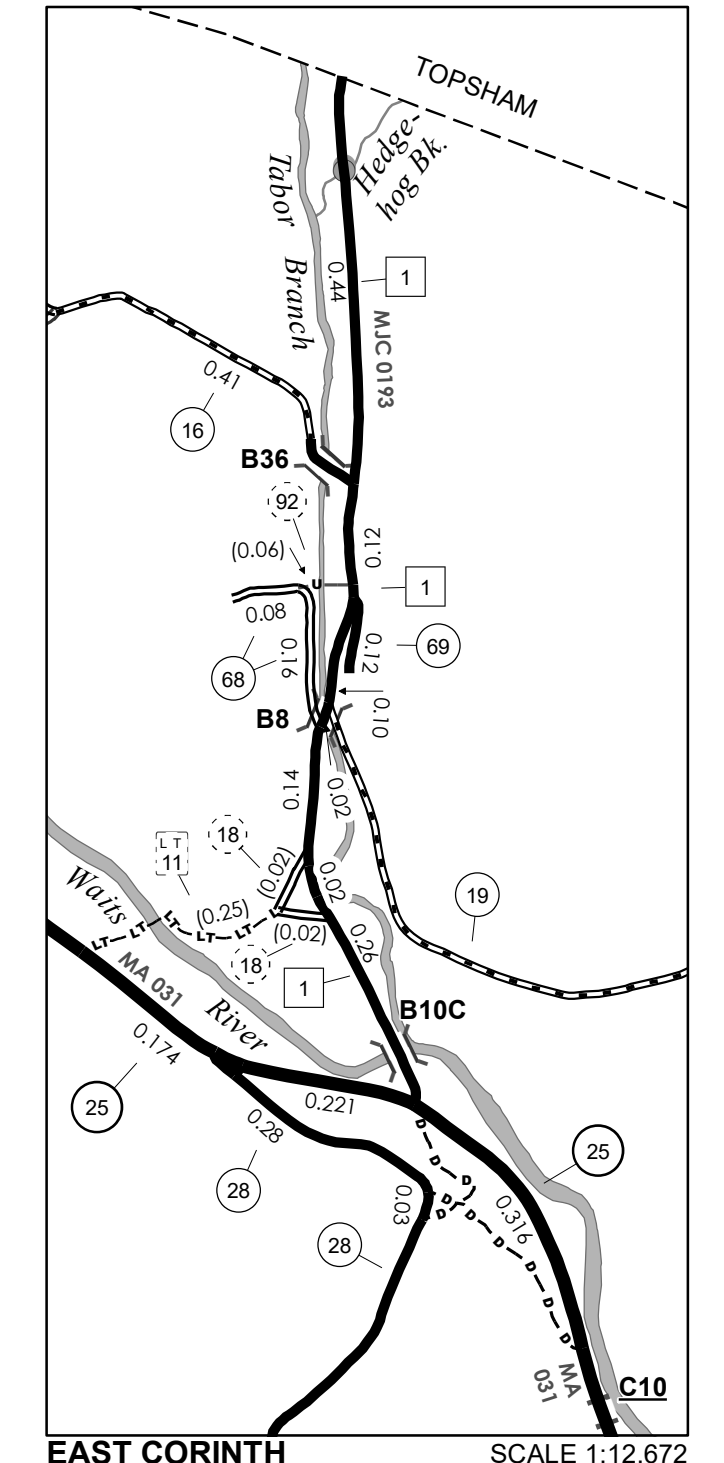 TOPSHAM
Hedge-
hog Bk.
Tabor
Branch
0.44
1
MJC 0193
0.41
16
B36
92
(0.06)
U
0.12
1
0.08
0.16
68
0.12
69
B8
0.10
0.14
0.02
18
(0.02)
L T
11
(0.25)
LT
LT
LT
LT
L
0.02
(0.02)
18
0.26
19
1
Waits
River
MA 031
B10C
0.174
25
0.221
0.28
28
25
D
D
D
D
D
D
D
D
D
D
D
0.03
0.316
28
MA
031
C10
EAST CORINTH
SCALE 1:12,672